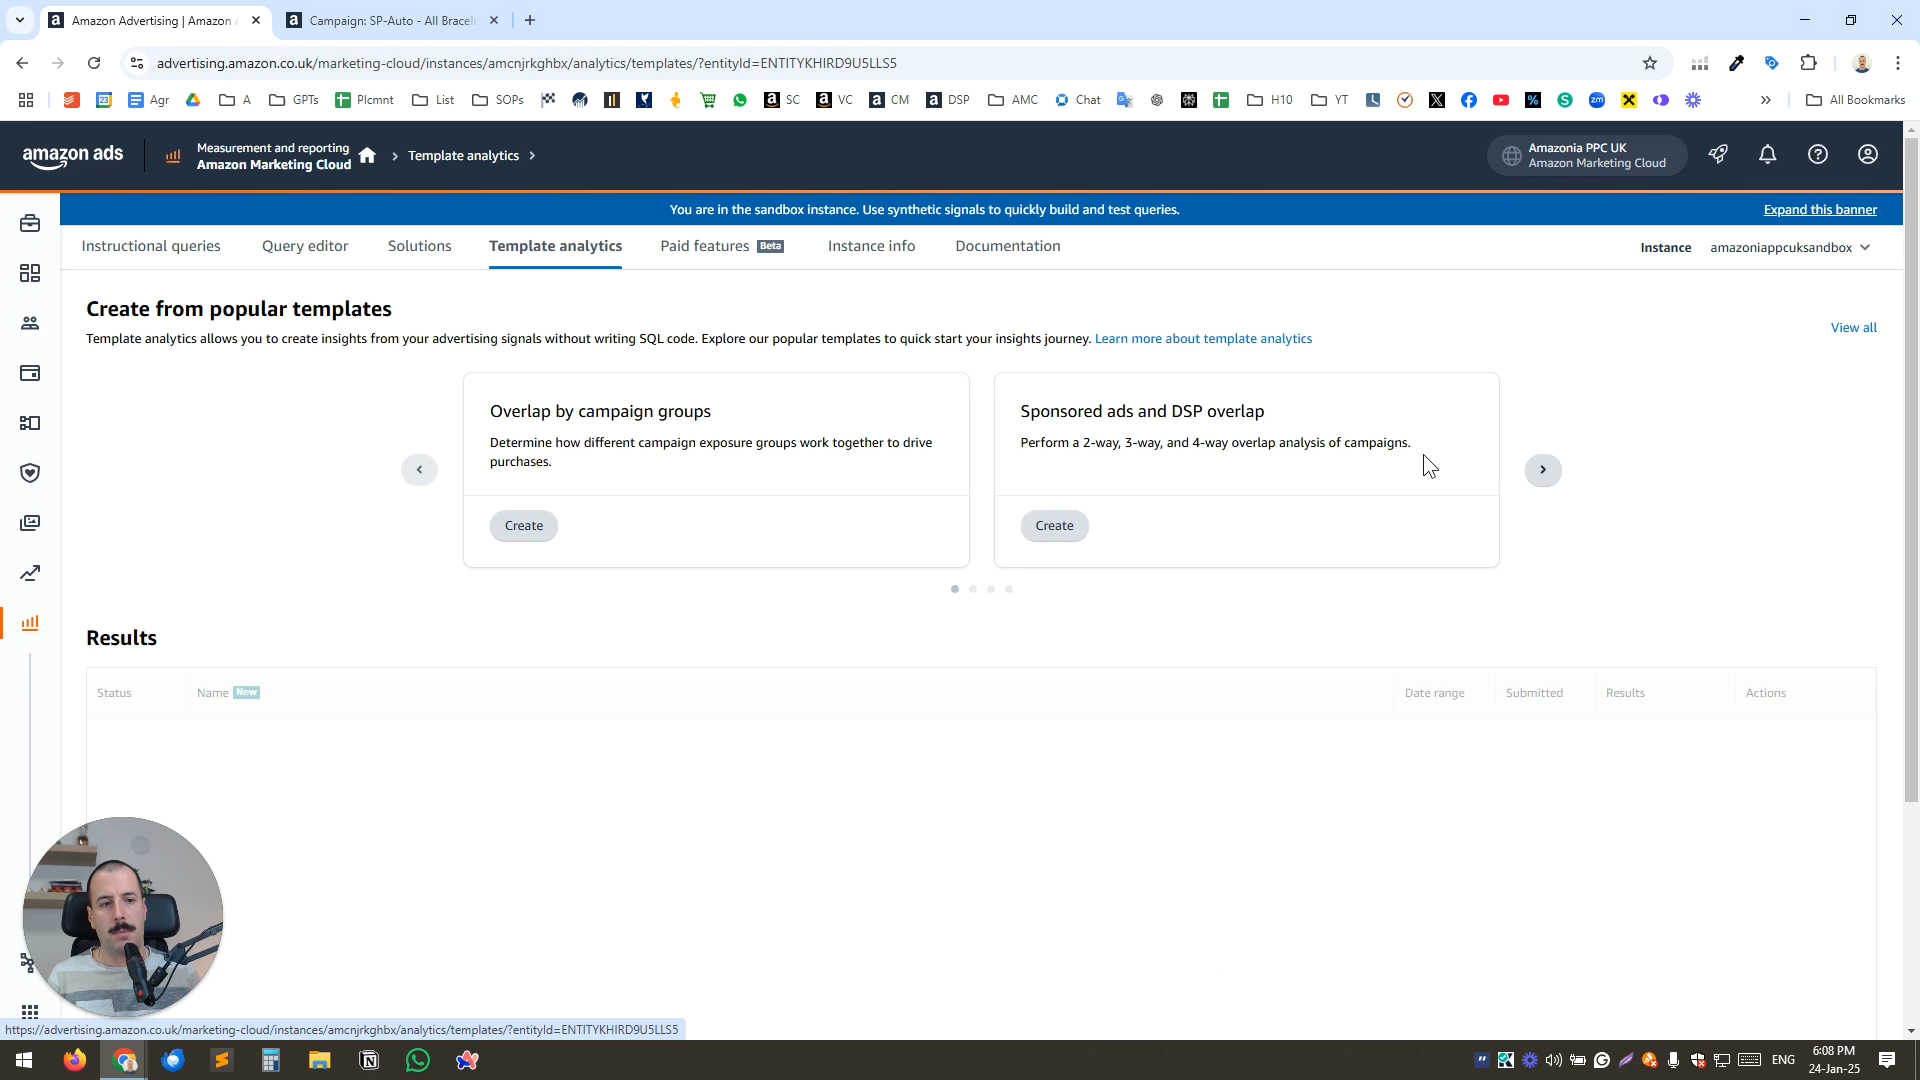 Amazon Advertising | Amazon A
Campaign: SP-Auto - All Bracele
advertising.amazon.co.uk/marketing-cloud/instances/amcnjrkghbx/analytics/templates/?entityId=ENTITYKHIRD9U5LLS5
Agr
A
GPTs
Plcmnt
List
SOPs
SC
VC
CM
DSP
AMC
Chat
H10
YT
All Bookmarks
amazon ads
Measurement and reporting
Amazon Marketing Cloud
Template analytics
Amazonia PPC UK
Amazon Marketing Cloud
You are in the sandbox instance. Use synthetic signals to quickly build and test queries.
Expand this banner
Instructional queries
Query editor
Solutions
Template analytics
Paid features Beta
Instance info
Documentation
Instance amazoniappcuksandbox
Create from popular templates
Template analytics allows you to create insights from your advertising signals without writing SQL code. Explore our popular templates to quick start your insights journey. Learn more about template analytics
View all
Overlap by campaign groups
Determine how different campaign exposure groups work together to drive
purchases.
Create
Sponsored ads and DSP overlap
Perform a 2-way, 3-way, and 4-way overlap analysis of campaigns.
Create
Results
Status
Name New
Date range
Submitted
Results
Actions
https://advertising.amazon.co.uk/marketing-cloud/instances/amcnjrkghbx/analytics/templates/?entityId=ENTITYKHIRD9U5LLS5
ENG
6:08 PM
24-Jan-25